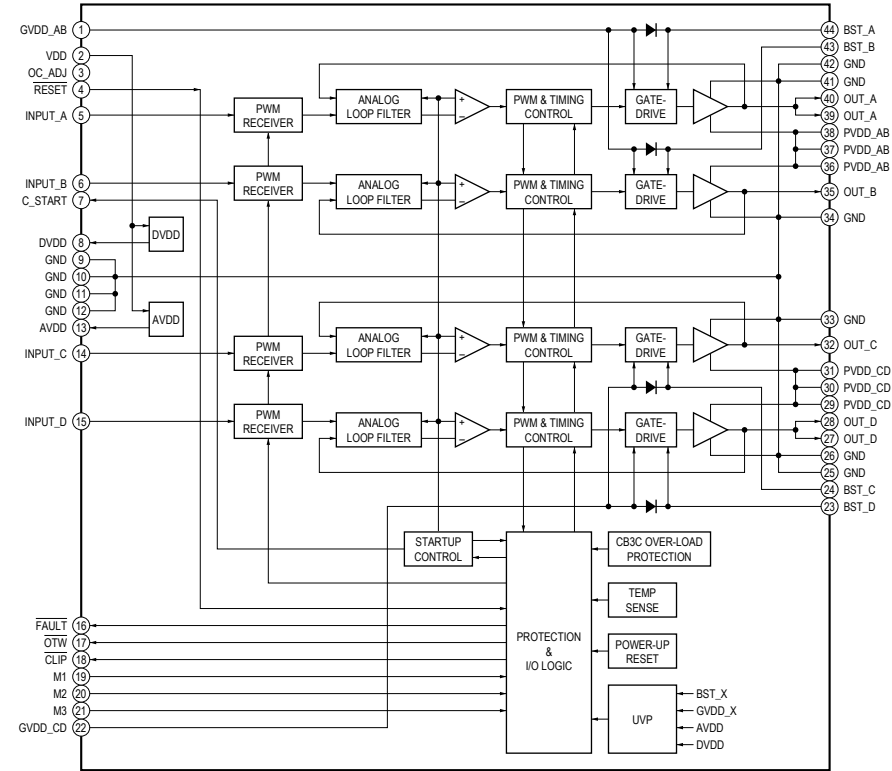 GVDD_AB 1
VDD 2
OC_ADJ 3
RESET 4
INPUT_A 5
INPUT_B 6
C_START 7
DVDD 8
GND 9
GND 10
GND 11
GND 12
AVDD 13
INPUT_C 14
INPUT_D 15
FAULT 16
OTW 17
CLIP 18
M1 19
M2 20
M3 21
GVDD_CD 22
DVDD
AVDD
PWM
RECEIVER
ANALOG
LOOP FILTER
+
–
PWM & TIMING
CONTROL
GATE-
DRIVE
PWM
RECEIVER
ANALOG
LOOP FILTER
+
–
PWM & TIMING
CONTROL
GATE-
DRIVE
PWM
RECEIVER
ANALOG
LOOP FILTER
+
–
PWM & TIMING
CONTROL
GATE-
DRIVE
PWM
RECEIVER
ANALOG
LOOP FILTER
+
–
PWM & TIMING
CONTROL
GATE-
DRIVE
STARTUP
CONTROL
PROTECTION
&
I/O LOGIC
CB3C OVER-LOAD
PROTECTION
TEMP
SENSE
POWER-UP
RESET
UVP
BST_X
GVDD_X
AVDD
DVDD
44 BST_A
43 BST_B
42 GND
41 GND
40 OUT_A
39 OUT_A
38 PVDD_AB
37 PVDD_AB
36 PVDD_AB
35 OUT_B
34 GND
33 GND
32 OUT_C
31 PVDD_CD
30 PVDD_CD
29 PVDD_CD
28 OUT_D
27 OUT_D
26 GND
25 GND
24 BST_C
23 BST_D